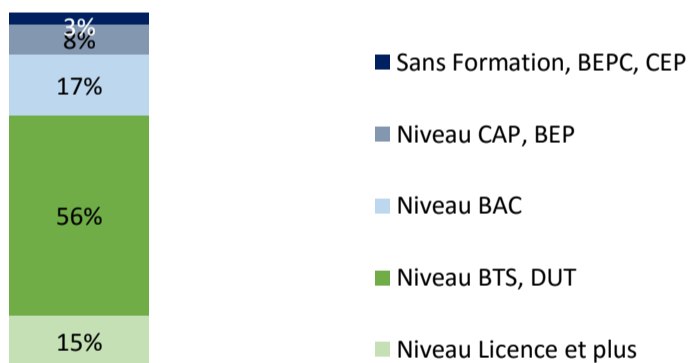 3%
8%
17%
56%
15%
Sans Formation, BEPC, CEP
Niveau CAP, BEP
Niveau BAC
Niveau BTS, DUT
Niveau Licence et plus